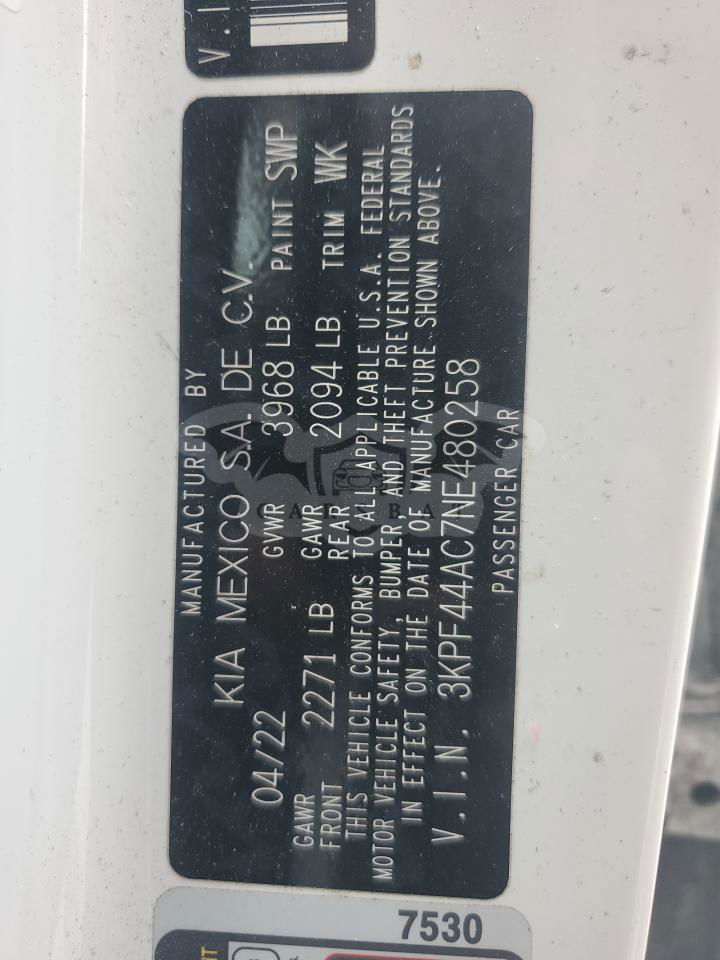 V.I
MANUFACTURED BY
KIA MEXICO S.A. DE C.V.
04/22 GVWR 3968 LB PAINT SWP
GAWR FRONT 2271 LB GAWR REAR 2094 LB TRIM WK
THIS VEHICLE CONFORMS TO ALL APPLICABLE U.S.A. FEDERAL
MOTOR VEHICLE SAFETY, BUMPER AND THEFT PREVENTION STANDARDS
IN EFFECT ON THE DATE OF MANUFACTURE SHOWN ABOVE.
V.I.N. 3KPF44AC7NE480258
PASSENGER CAR
7530